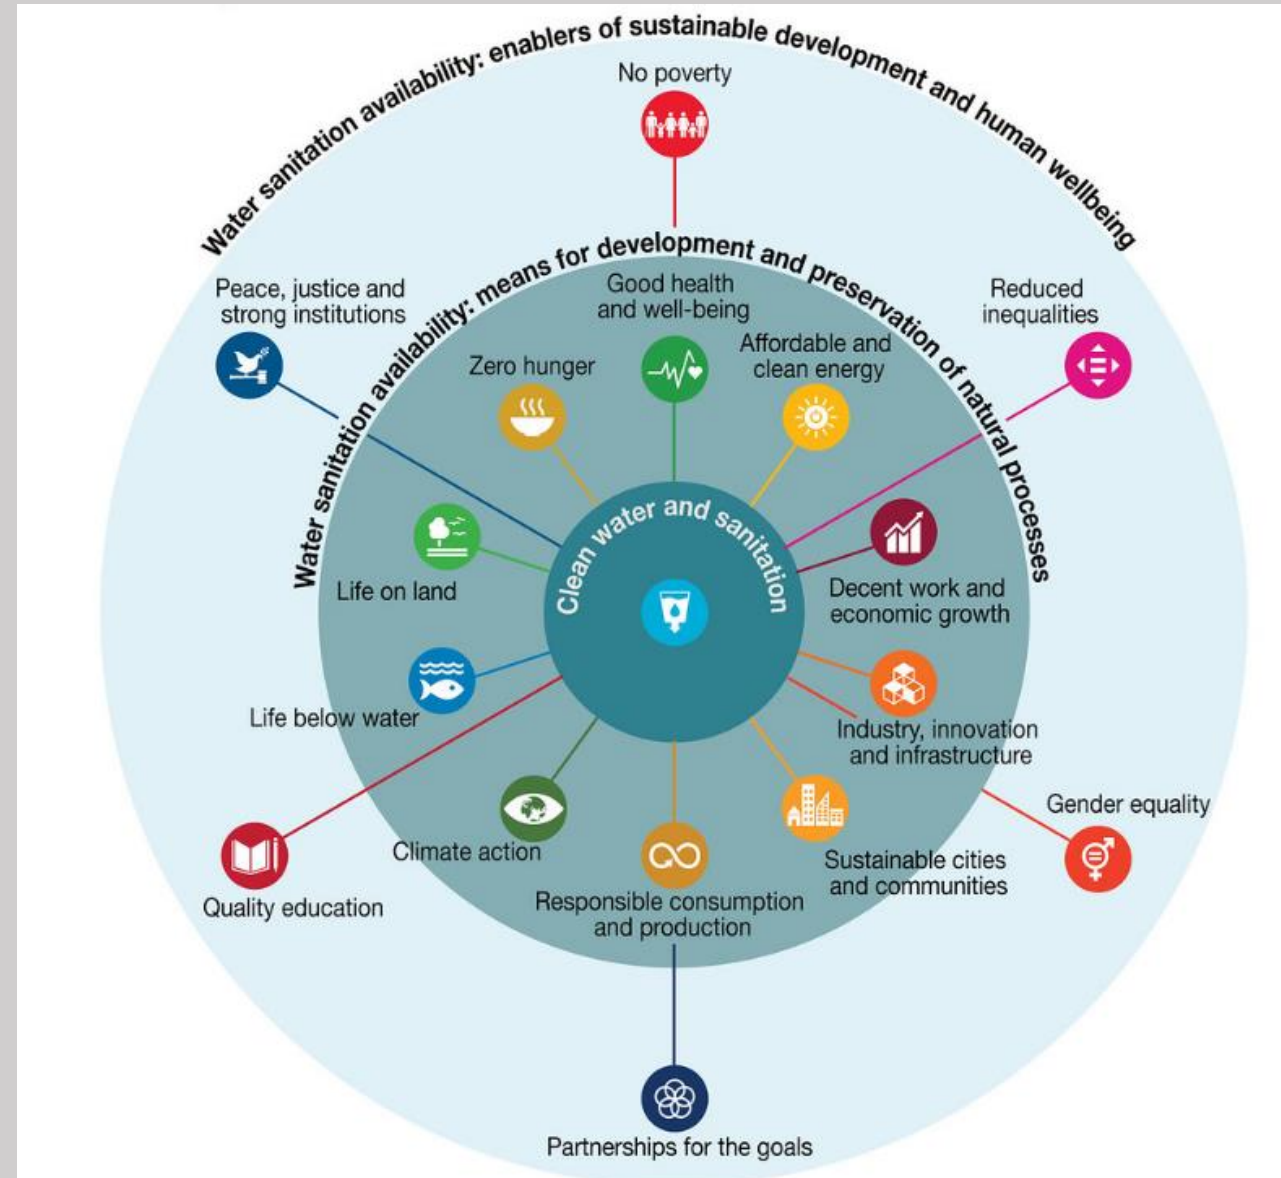 Water sanitation availability: enablers of sustainable development and human wellbeing
No poverty
Water sanitation availability: means for development and preservation of natural processes
Peace, justice and
strong institutions
Good health
and well-being
Reduced
inequalities
Zero hunger
Affordable and
clean energy
Clean water and sanitation
Life on land
Decent work and
economic growth
Life below water
Industry, innovation
and infrastructure
Gender equality
Climate action
Sustainable cities
and communities
Quality education
Responsible consumption
and production
Partnerships for the goals